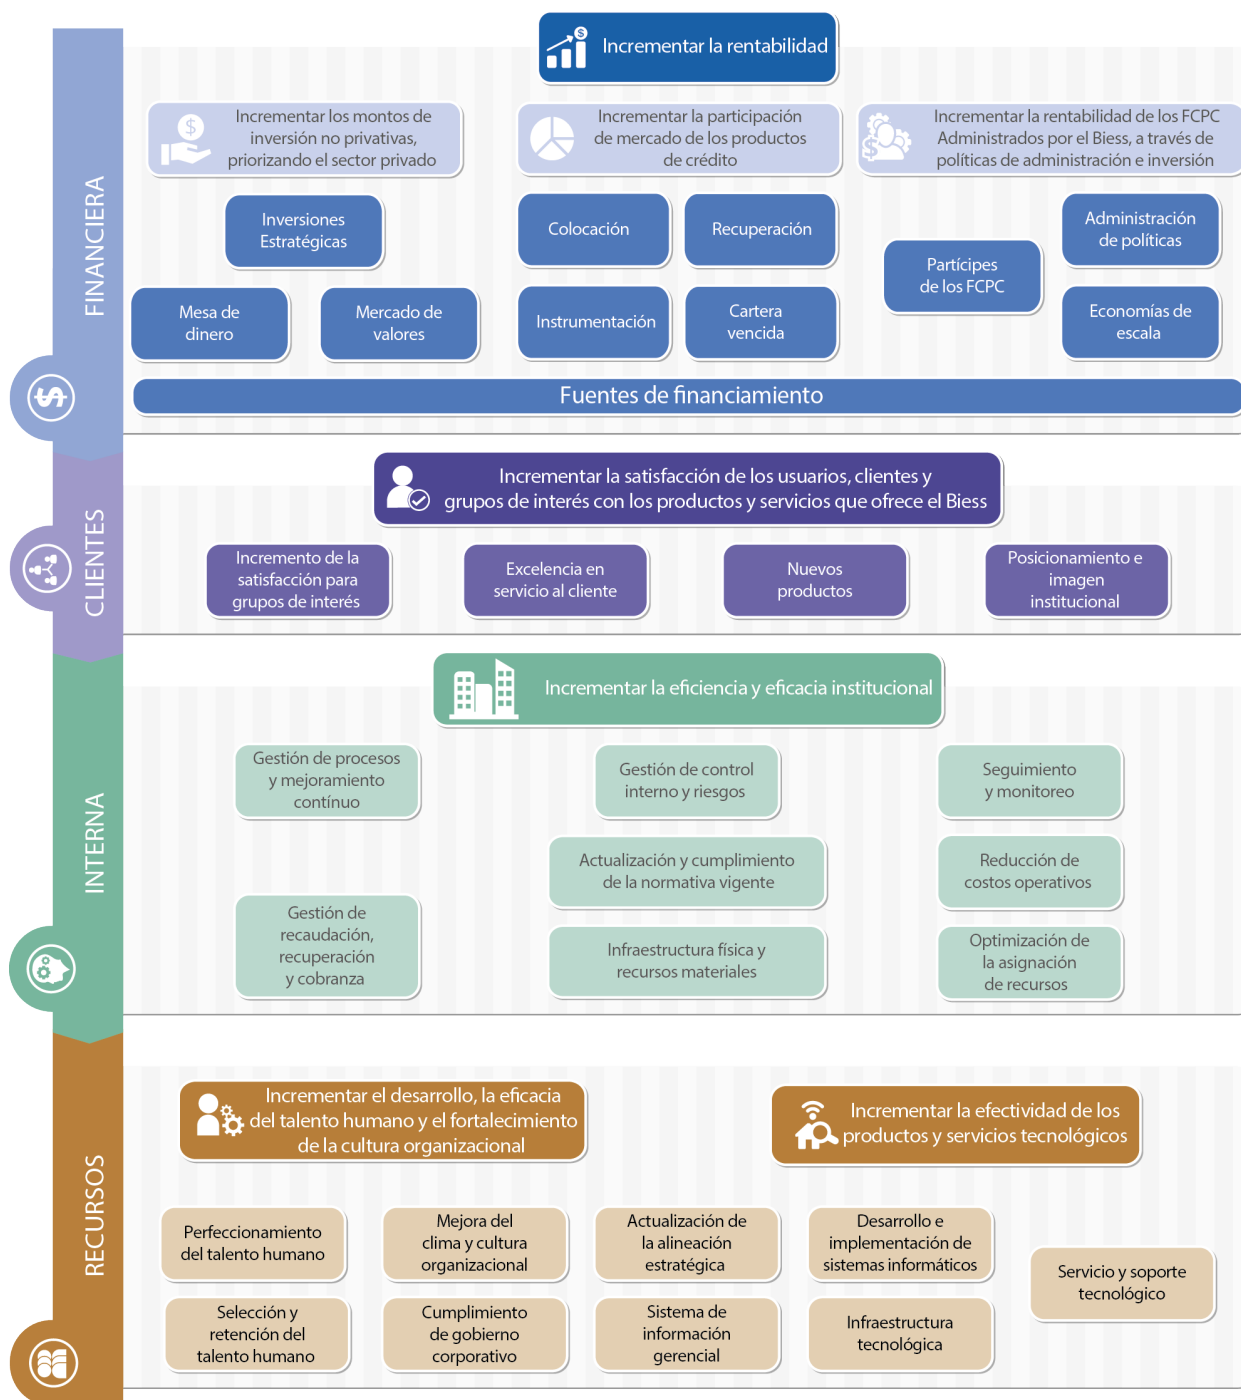 FINANCIERA
Incrementar la rentabilidad
Incrementar los montos de
inversión no privativas,
priorizando el sector privado
Incrementar la participación
de mercado de los productos
de crédito
Incrementar la rentabilidad de los FCPC
Administrados por el Biess, a través de
políticas de administración e inversión
Inversiones
Estratégicas
Mesa de
dinero
Mercado de
valores
Colocación
Recuperación
Instrumentación
Cartera
vencida
Partícipes
de los FCPC
Administración
de políticas
Economías de
escala
Fuentes de financiamiento
CLIENTES
Incrementar la satisfacción de los usuarios, clientes y
grupos de interés con los productos y servicios que ofrece el Biess
Incremento de la
satisfacción para
grupos de interés
Excelencia en
servicio al cliente
Nuevos
productos
Posicionamiento e
imagen
institucional
INTERNA
Incrementar la eficiencia y eficacia institucional
Gestión de procesos
y mejoramiento
contínuo
Gestión de control
interno y riesgos
Seguimiento
y monitoreo
Actualización y cumplimiento
de la normativa vigente
Reducción de
costos operativos
Gestión de
recaudación,
recuperación
y cobranza
Infraestructura física y
recursos materiales
Optimización de
la asignación
de recursos
RECURSOS
Incrementar el desarrollo, la eficacia
del talento humano y el fortalecimiento
de la cultura organizacional
Incrementar la efectividad de los
productos y servicios tecnológicos
Perfeccionamiento
del talento humano
Mejora del
clima y cultura
organizacional
Actualización de
la alineación
estratégica
Desarrollo e
implementación de
sistemas informáticos
Servicio y soporte
tecnológico
Selección y
retención del
talento humano
Cumplimiento
de gobierno
corporativo
Sistema de
información
gerencial
Infraestructura
tecnológica